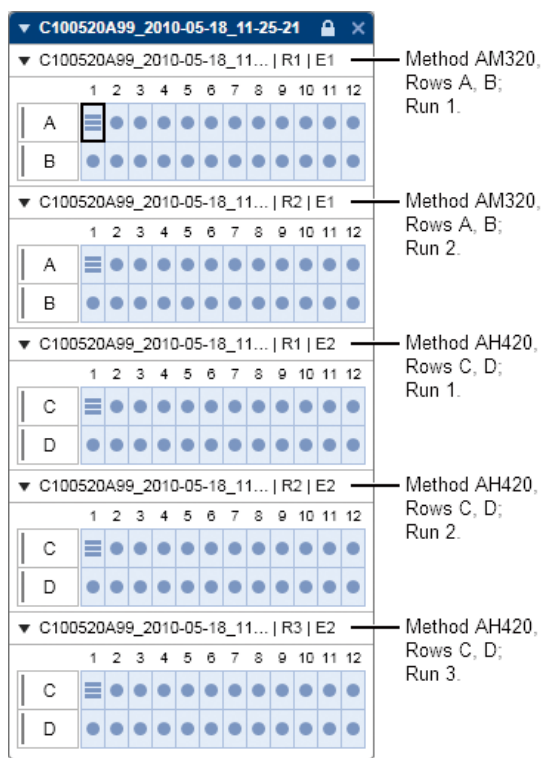 C100520A99_2010-05-18_11-25-21
C100520A99_2010-05-18_11... | R1 | E1
Method AM320,
Rows A, B;
Run 1.
1 2 3 4 5 6 7 8 9 10 11 12
A
B
C100520A99_2010-05-18_11... | R2 | E1
Method AM320,
Rows A, B;
Run 2.
1 2 3 4 5 6 7 8 9 10 11 12
A
B
C100520A99_2010-05-18_11... | R1 | E2
Method AH420,
Rows C, D;
Run 1.
1 2 3 4 5 6 7 8 9 10 11 12
C
D
C100520A99_2010-05-18_11... | R2 | E2
Method AH420,
Rows C, D;
Run 2.
1 2 3 4 5 6 7 8 9 10 11 12
C
D
C100520A99_2010-05-18_11... | R3 | E2
Method AH420,
Rows C, D;
Run 3.
1 2 3 4 5 6 7 8 9 10 11 12
C
D